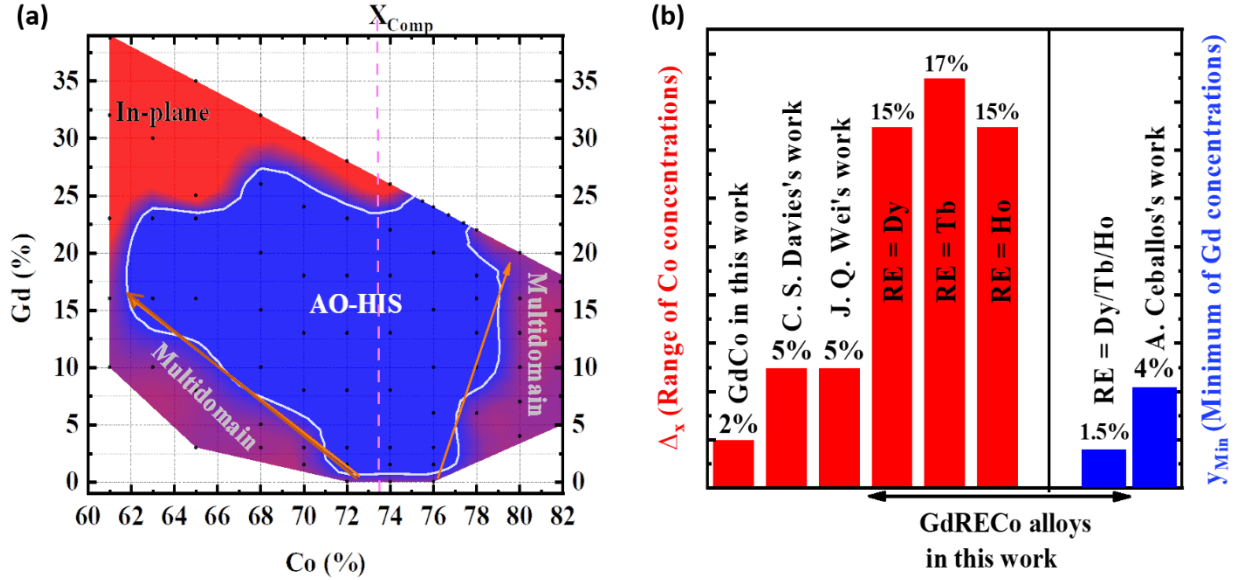 (a)
X_Comp
35
30
25
20
15
10
5
0
Gd (%)
In-plane
AO-HIS
Multidomain
Multidomain
20
15
10
5
0
60 62 64 66 68 70 72 74 76 78 80 82
Co (%)
(b)
Δx (Range of Co concentrations)
2%
GdCo in this work
5%
C. S. Davies's work
5%
J. Q. Wei's work
15%
RE = Dy
17%
RE = Tb
15%
RE = Ho
1.5%
RE = Dy/Tb/Ho
4%
A. Ceballos's work
yMin (Minimum of Gd concentrations)
GdRECo alloys
in this work